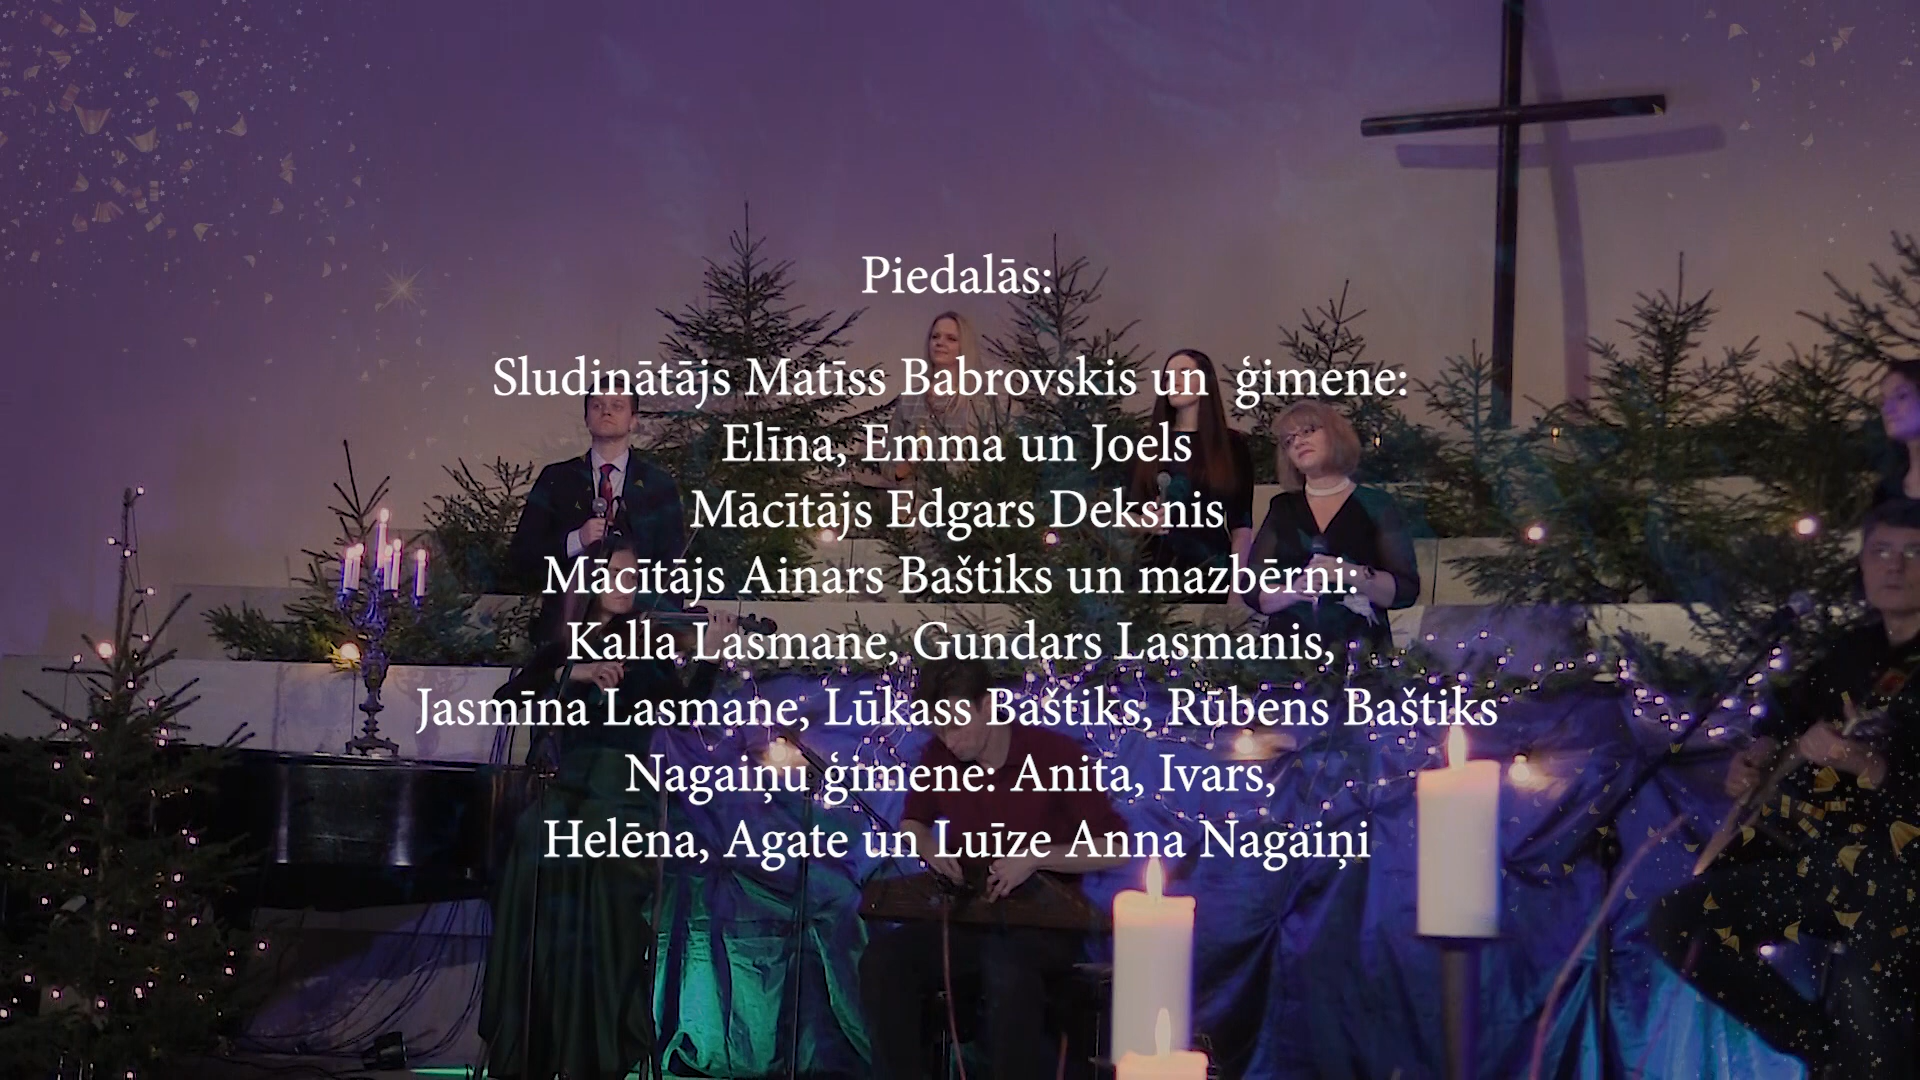 Piedalās:
Sludinātājs Matīss Babrovskis un ģimene:
Elīna, Emma un Joels
Mācītājs Edgars Deksnis
Mācītājs Ainars Baštiks un mazbērni:
Kalla Lasmane, Gundars Lasmanis,
Jasmīna Lasmane, Lūkass Baštiks, Rūbens Baštiks
Nagaiņu ģimene: Anita, Ivars,
Helēna, Agate un Luīze Anna Nagaiņi